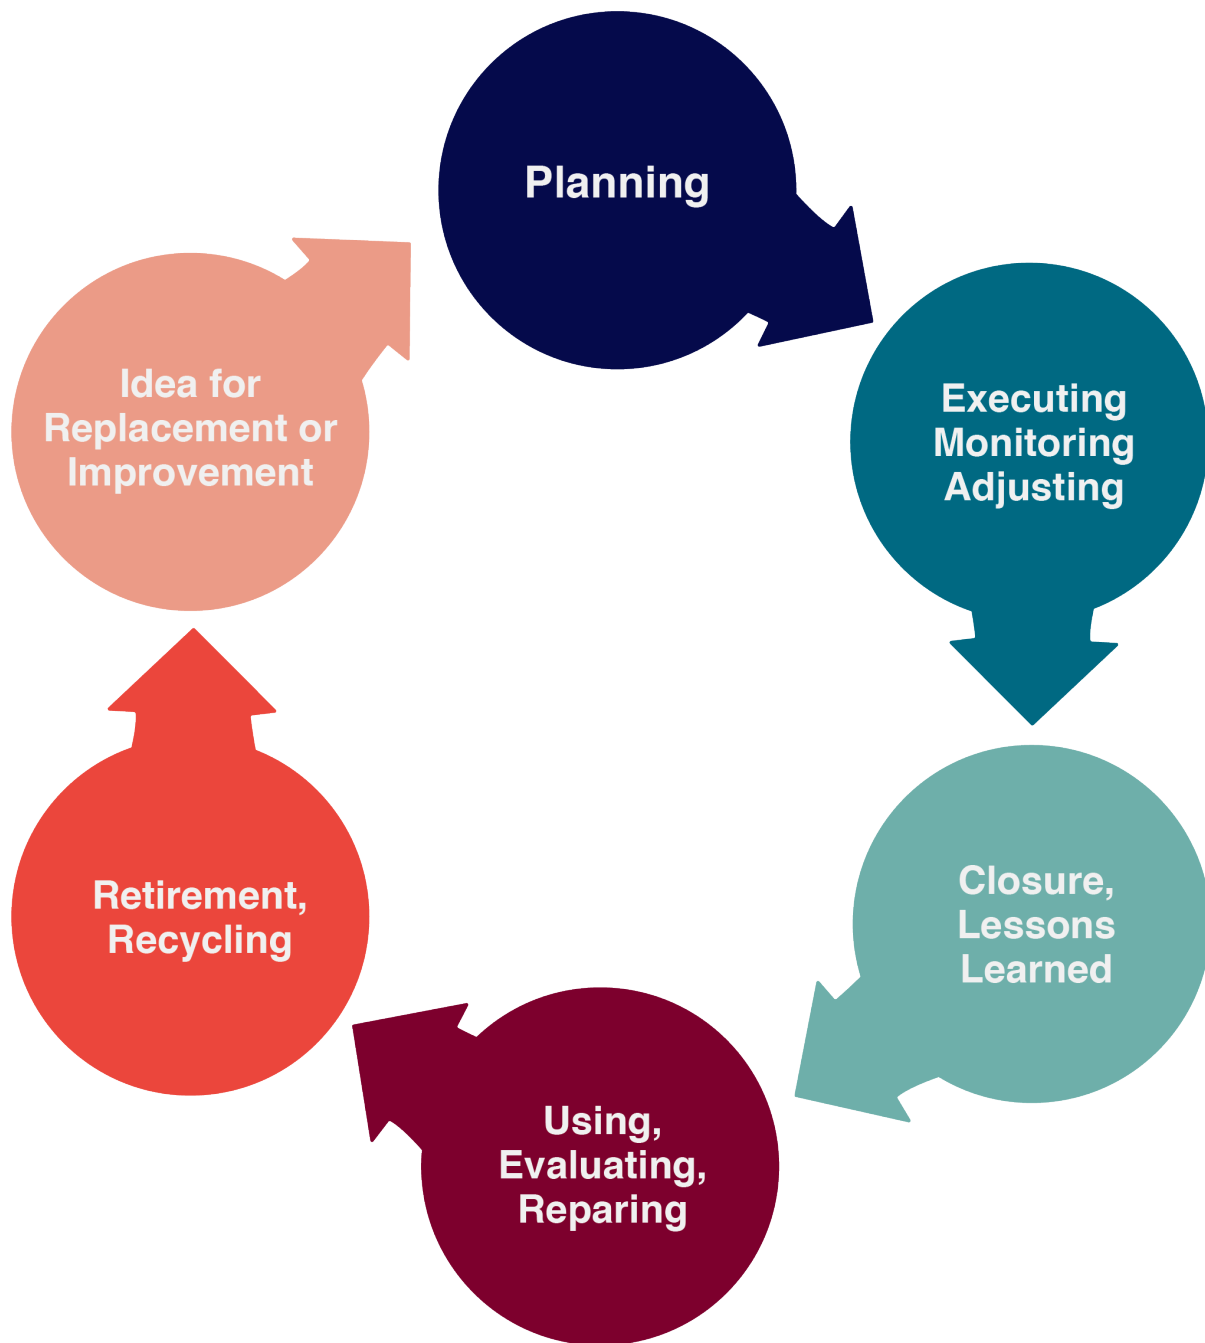 Planning
Executing
Monitoring
Adjusting
Closure,
Lessons
Learned
Using,
Evaluating,
Reparing
Retirement,
Recycling
Idea for
Replacement or
Improvement